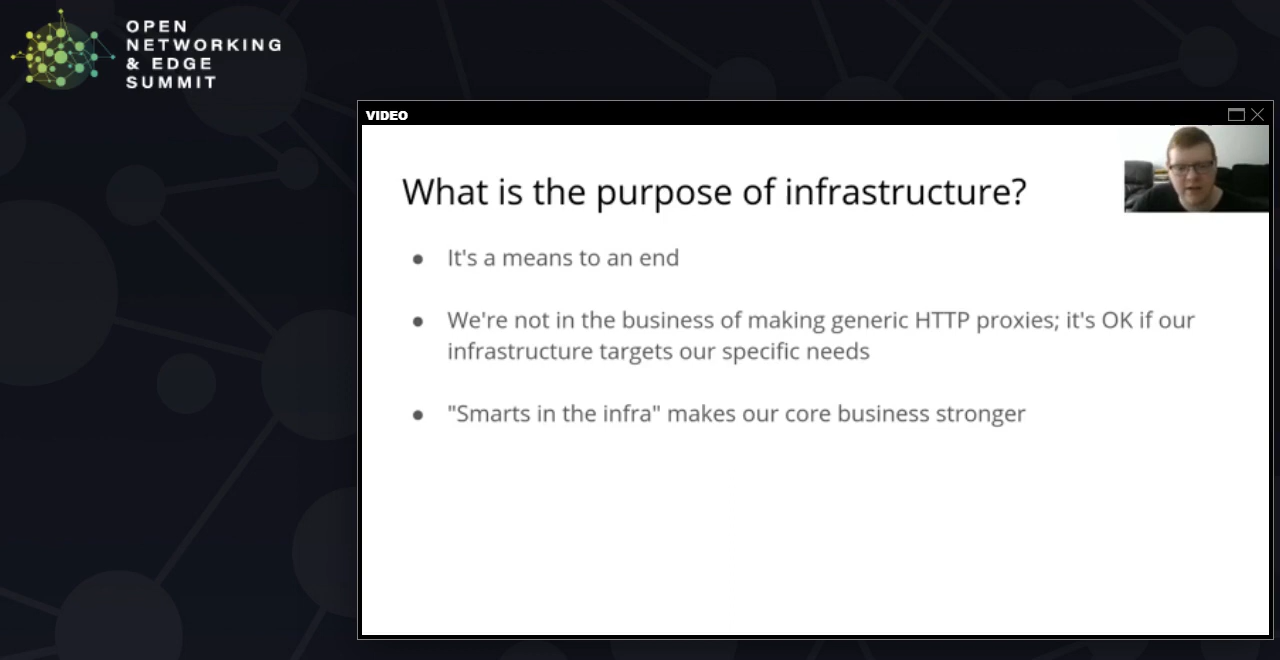 OPEN
NETWORKING
& EDGE
SUMMIT
VIDEO
What is the purpose of infrastructure?
● It's a means to an end
● We're not in the business of making generic HTTP proxies; it's OK if our
infrastructure targets our specific needs
● "Smarts in the infra" makes our core business stronger